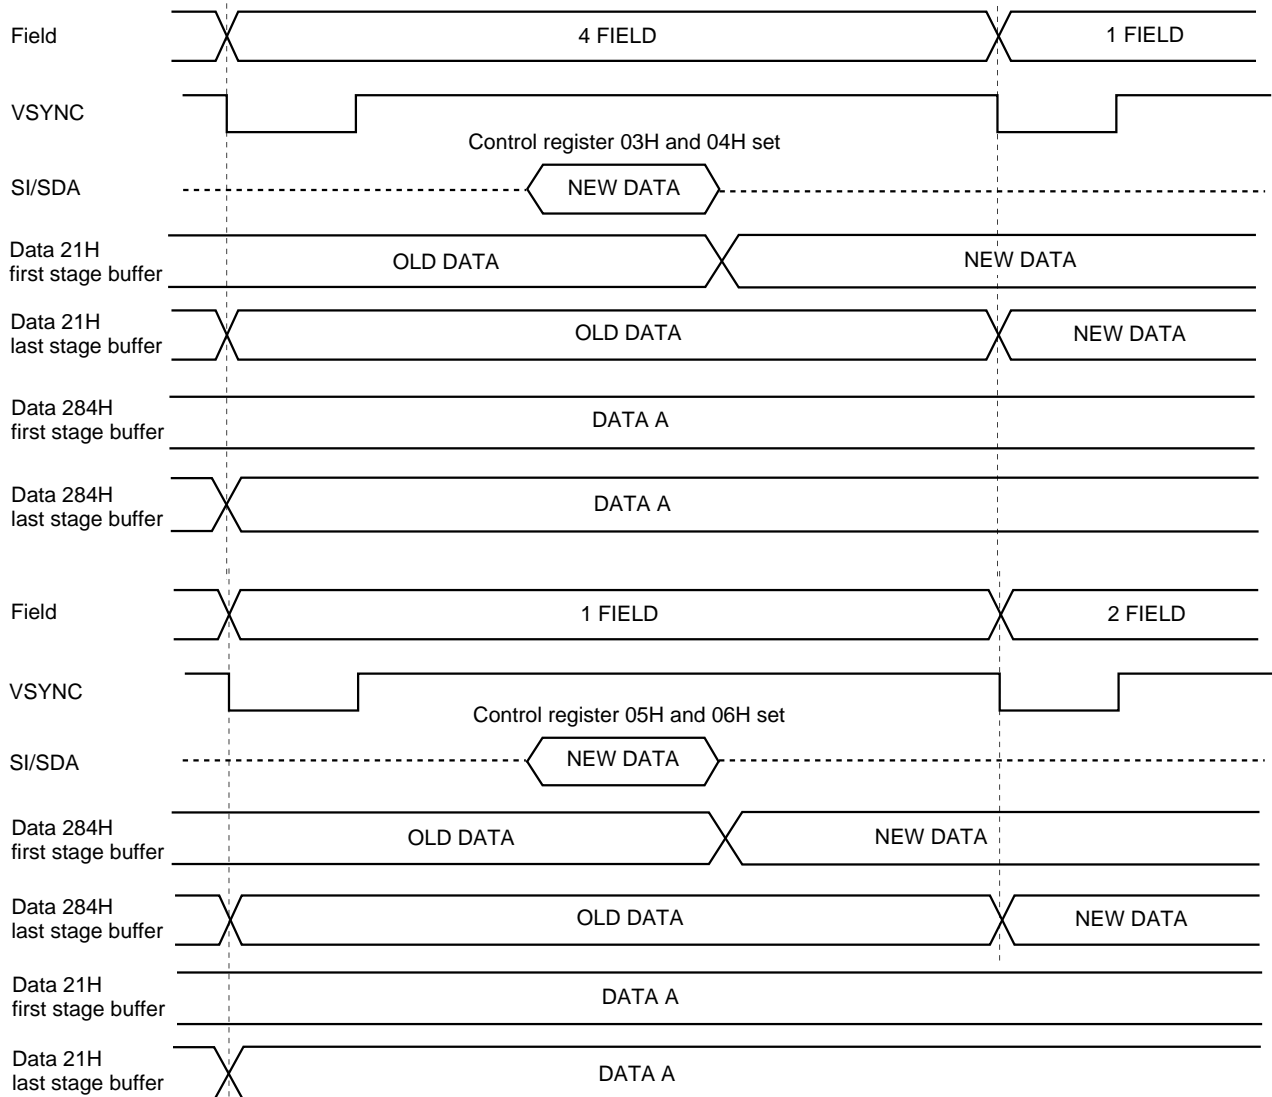 Field 4 FIELD 1 FIELD
VSYNC
Control register 03H and 04H set
SI/SDA NEW DATA
Data 21H
first stage buffer OLD DATA NEW DATA
Data 21H
last stage buffer OLD DATA NEW DATA
Data 284H
first stage buffer DATA A
Data 284H
last stage buffer DATA A
Field 1 FIELD 2 FIELD
VSYNC
Control register 05H and 06H set
SI/SDA NEW DATA
Data 284H
first stage buffer OLD DATA NEW DATA
Data 284H
last stage buffer OLD DATA NEW DATA
Data 21H
first stage buffer DATA A
Data 21H
last stage buffer DATA A